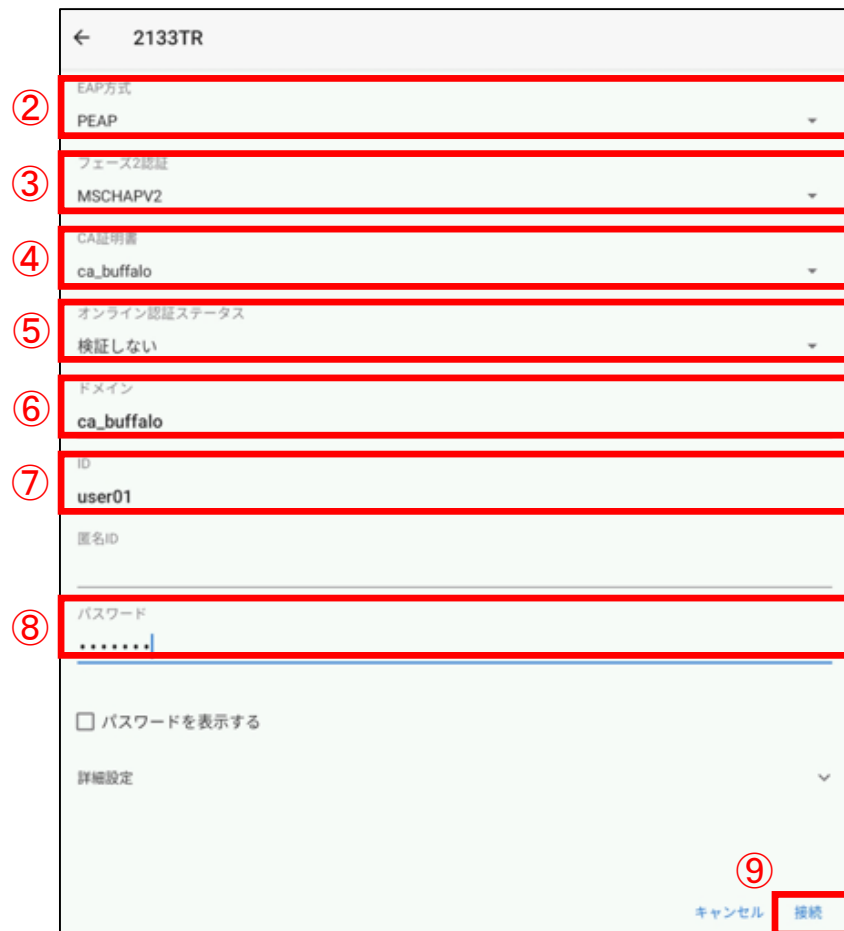 ← 2133TR
② EAP方式
PEAP
③ フェーズ2認証
MSCHAPV2
④ CA証明書
ca_buffalo
⑤ オンライン認証ステータス
検証しない
⑥ ドメイン
ca_buffalo
⑦ ID
user01
匿名ID
⑧ パスワード
•••••••
パスワードを表示する
詳細設定
⑨
キャンセル 接続